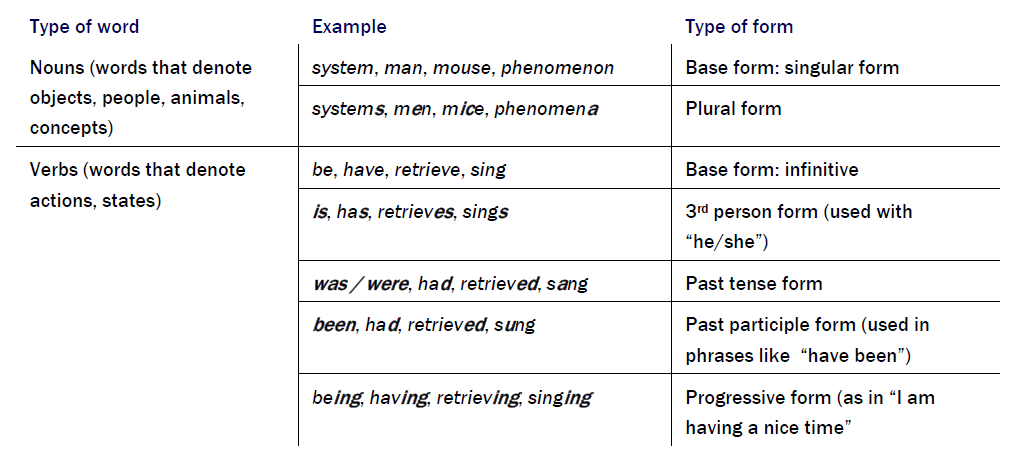 Type of word Example Type of form
Nouns (words that denote objects, people, animals, concepts)
system, man, mouse, phenomenon Base form: singular form
systems, men, mice, phenomena Plural form
Verbs (words that denote actions, states)
be, have, retrieve, sing Base form: infinitive
is, has, retrieves, sings 3rd person form (used with “he/she”)
was / were, had, retrieved, sang Past tense form
been, had, retrieved, sung Past participle form (used in phrases like “have been”)
being, having, retrieving, singing Progressive form (as in “I am having a nice time”